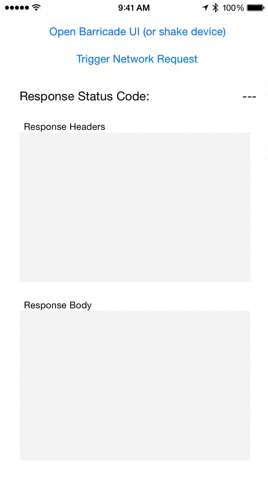 9:41 AM 100%
Open Barricade UI (or shake device)
Trigger Network Request
Response Status Code: ---
Response Headers
Response Body